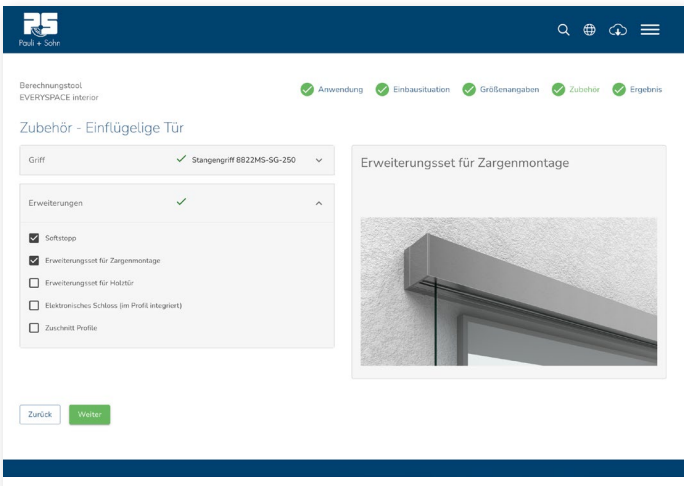 PS
Pauli + Sohn
Berechnungstool
EVERYSPACE interior
Anwendung
Einbausituation
Größenangaben
Zubehör
Ergebnis
Zubehör - Einflügelige Tür
Griff
Stangengriff 8822MS-SG-250
Erweiterungen
Softstopp
Erweiterungsset für Zargenmontage
Erweiterungsset für Holztür
Elektronisches Schloss (im Profil integriert)
Zuschnitt Profile
Erweiterungsset für Zargenmontage
Zurück
Weiter